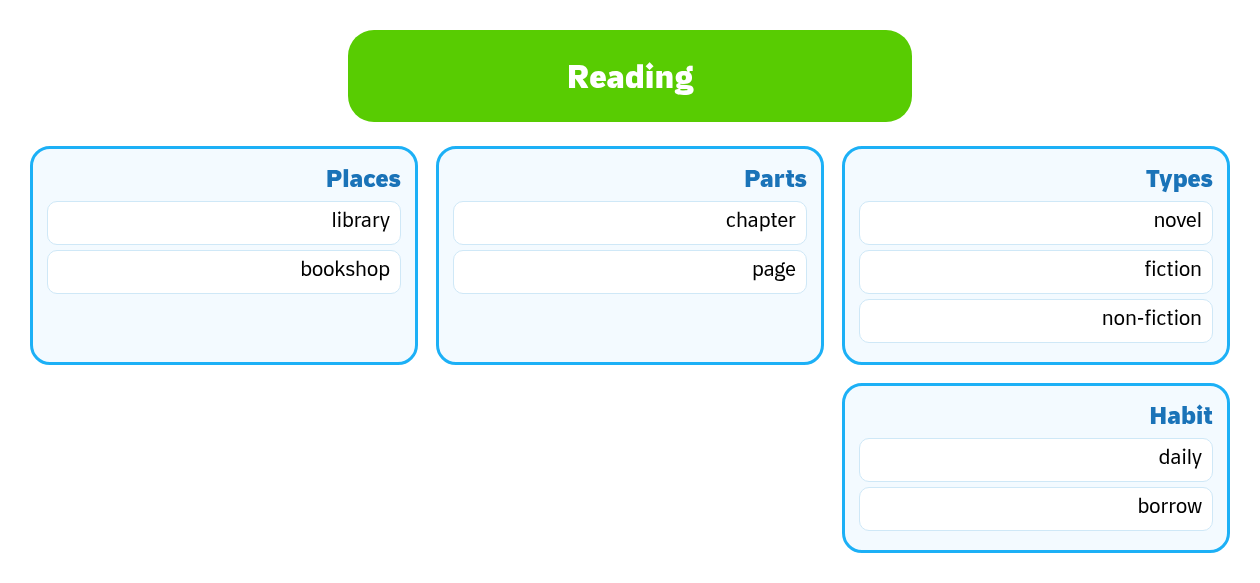 Reading
Types
novel
fiction
non-fiction
Parts
chapter
page
Places
library
bookshop
Habit
daily
borrow